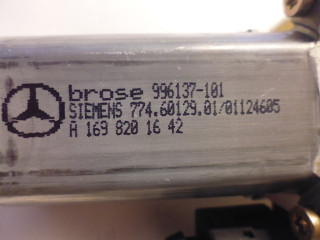 brose 996137-101
SIEMENS 774.60129.01/01124605
A 169 820 16 42